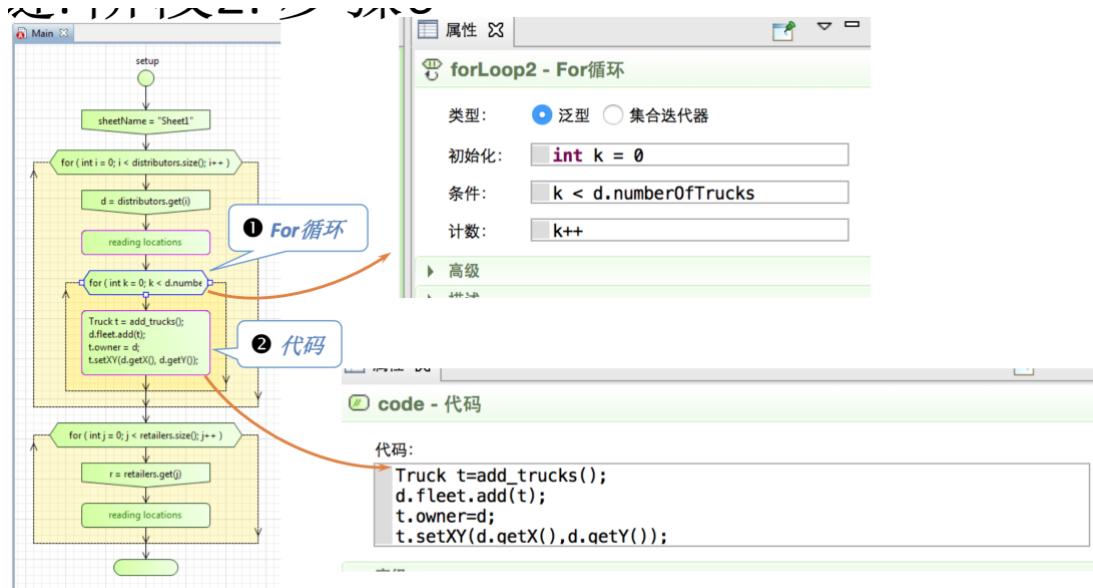 Main
setup
sheetName = "Sheet1"
for ( int i = 0; i < distributors.size(); i++ )
d = distributors.get(i)
reading locations
for ( int k = 0; k < d.numbe
Truck t = add_trucks();
d.fleet.add(t);
t.owner = d;
t.setXY(d.getX(), d.getY());
for ( int j = 0; j < retailers.size(); j++ )
r = retailers.get(j)
reading locations
❶ For循环
❷ 代码
属性
forLoop2 - For循环
类型: 泛型 集合迭代器
初始化: int k = 0
条件: k < d.numberOfTrucks
计数: k++
高级
code - 代码
代码:
Truck t=add_trucks();
d.fleet.add(t);
t.owner=d;
t.setXY(d.getX(),d.getY());